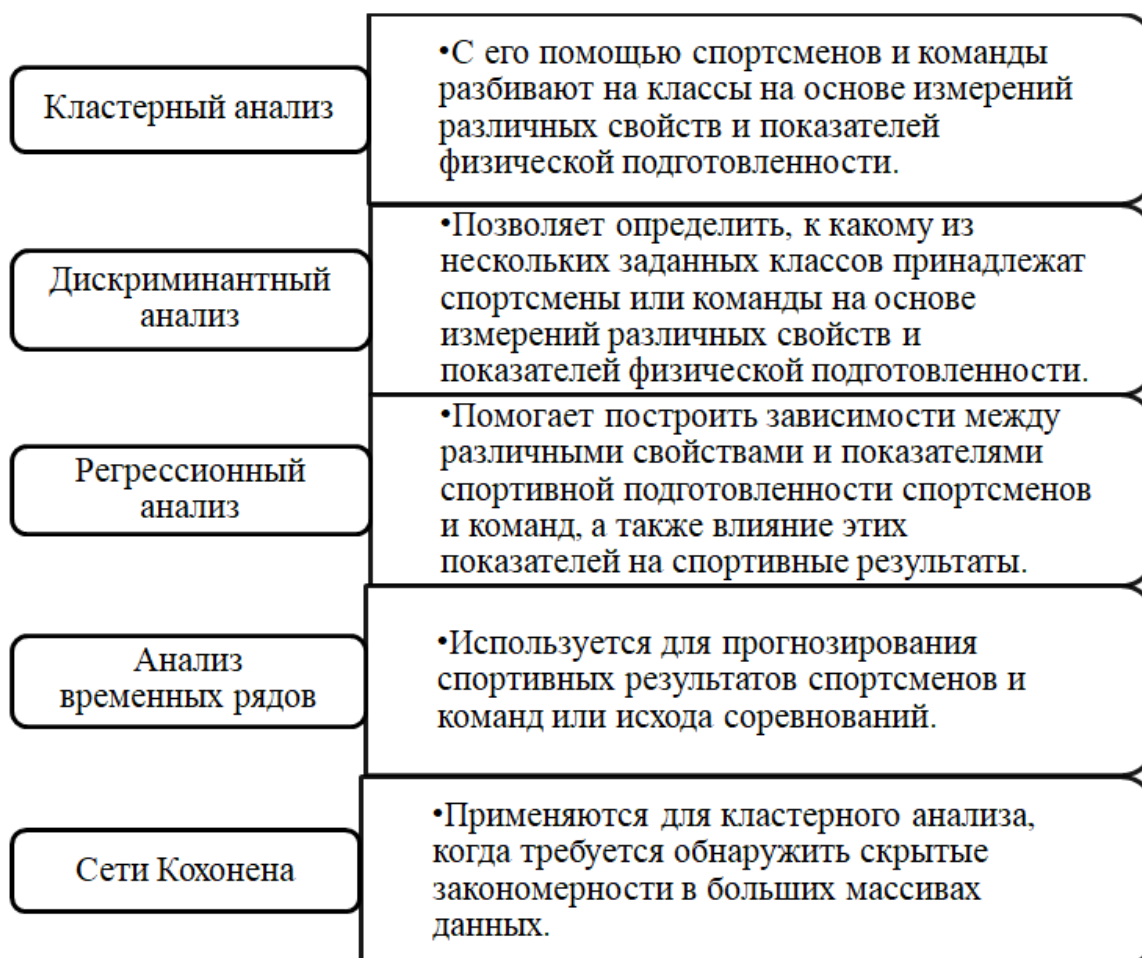 Кластерный анализ
•С его помощью спортсменов и команды
разбивают на классы на основе измерений
различных свойств и показателей
физической подготовленности.
Дискриминантный
анализ
•Позволяет определить, к какому из
нескольких заданных классов принадлежат
спортсмены или команды на основе
измерений различных свойств и
показателей физической подготовленности.
Регрессионный
анализ
•Помогает построить зависимости между
различными свойствами и показателями
спортивной подготовленности спортсменов
и команд, а также влияние этих
показателей на спортивные результаты.
Анализ
временных рядов
•Используется для прогнозирования
спортивных результатов спортсменов и
команд или исхода соревнований.
Сети Кохонена
•Применяются для кластерного анализа,
когда требуется обнаружить скрытые
закономерности в больших массивах
данных.